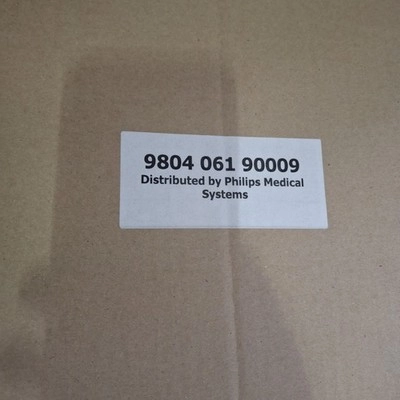 9804 061 90009
Distributed by Philips Medical
Systems